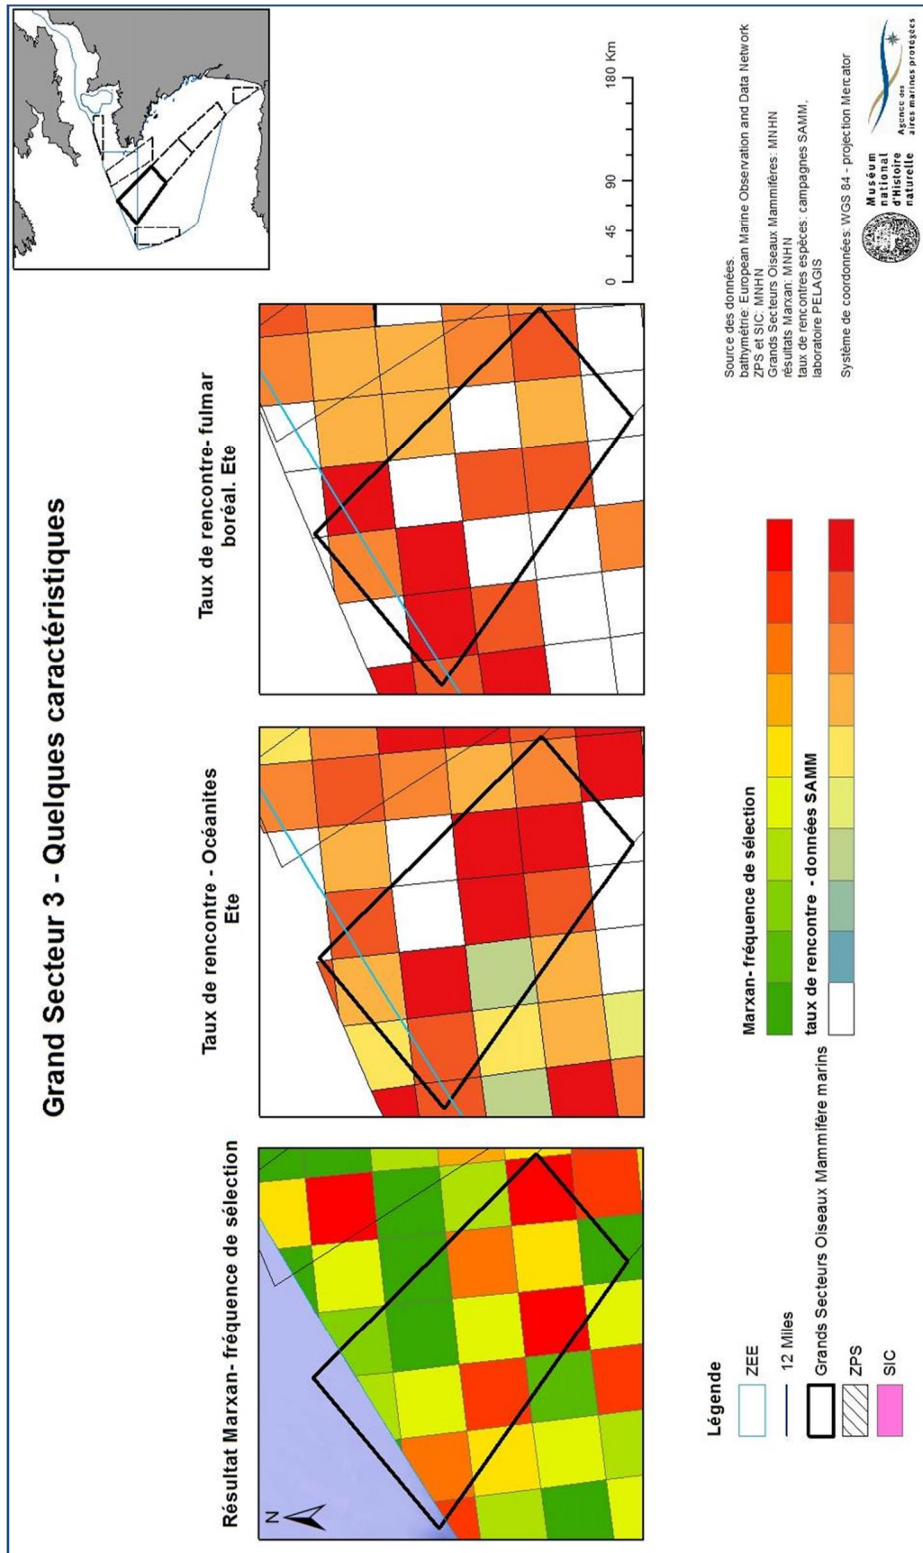 Grand Secteur 3 - Quelques caractéristiques
Résultat Marxan- fréquence de sélection
Taux de rencontre - Océanites
Ete
Taux de rencontre- fulmar
boréal. Ete
N
0 45 90 180 Km
Légende
ZEE
12 Miles
Grands Secteurs Oiseaux Mammifère marins
ZPS
SIC
Marxan- fréquence de sélection
taux de rencontre - données SAMM
Source des données.
bathymétrie: European Marine Observation and Data Network
ZPS et SIC: MNHN
Grands Secteurs Oiseaux Mammifères: MNHN
résultats Marxan: MNHN
taux de rencontres espèces: campagnes SAMM,
laboratoire PELAGIS
Système de coordonnées: WGS 84 - projection Mercator
Muséum
national
d'Histoire
naturelle
Agence des
aires marines protégées